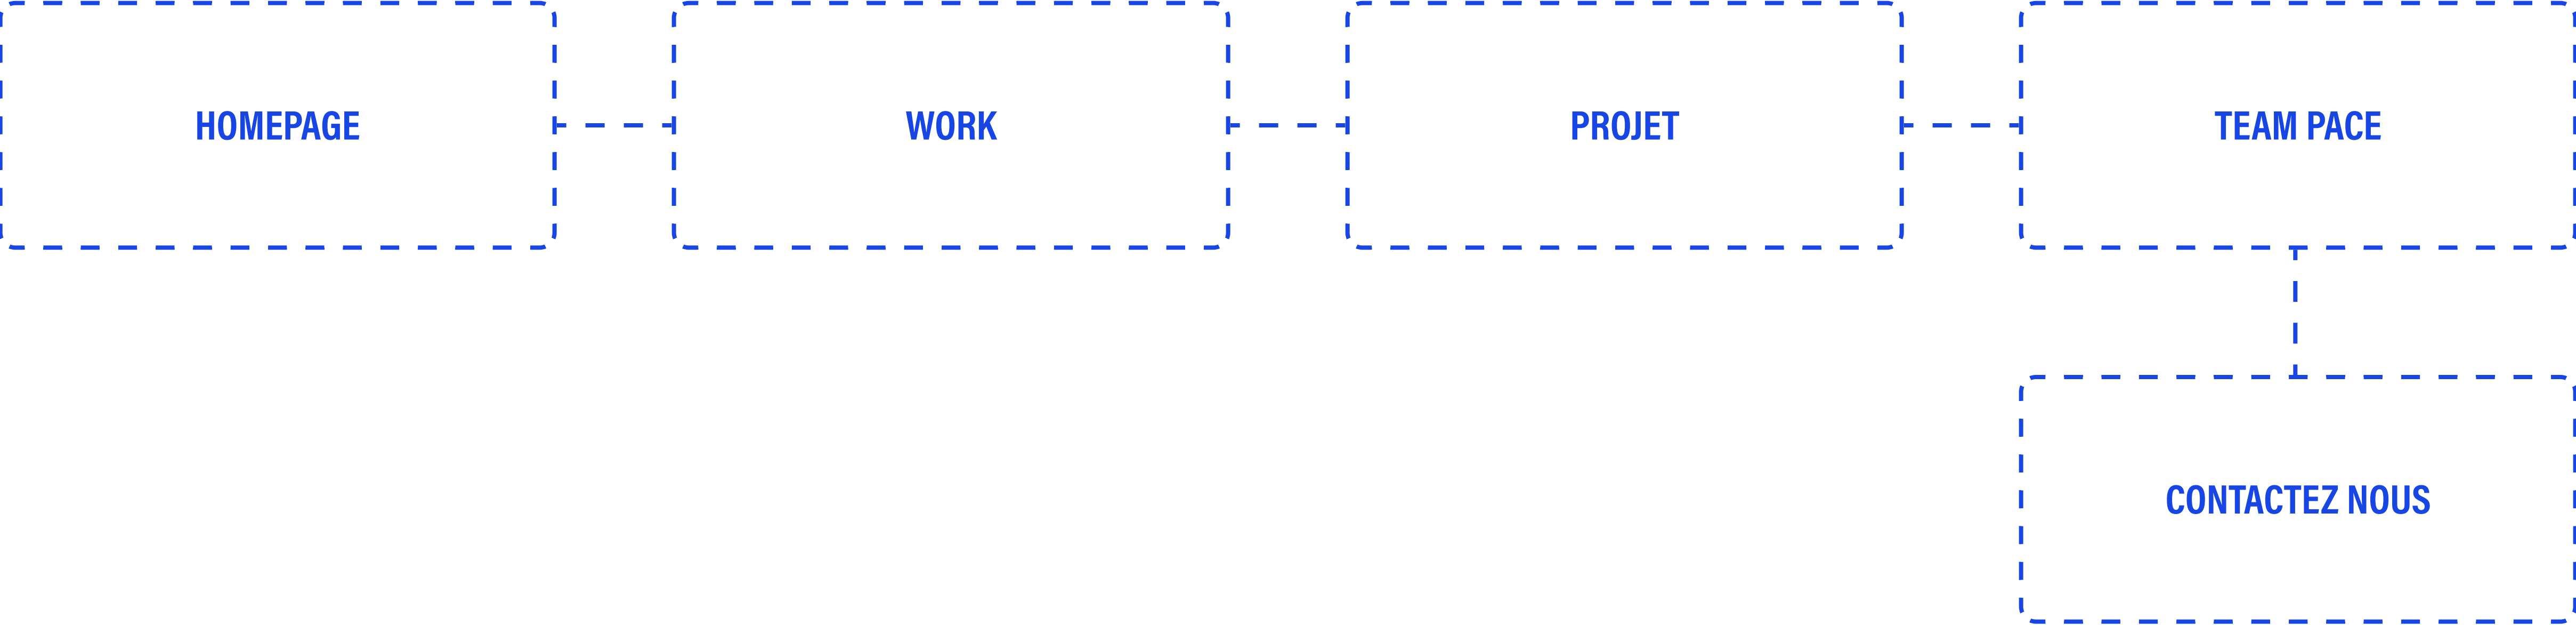 HOMEPAGE
WORK
PROJET
TEAM PACE
CONTACTEZ NOUS